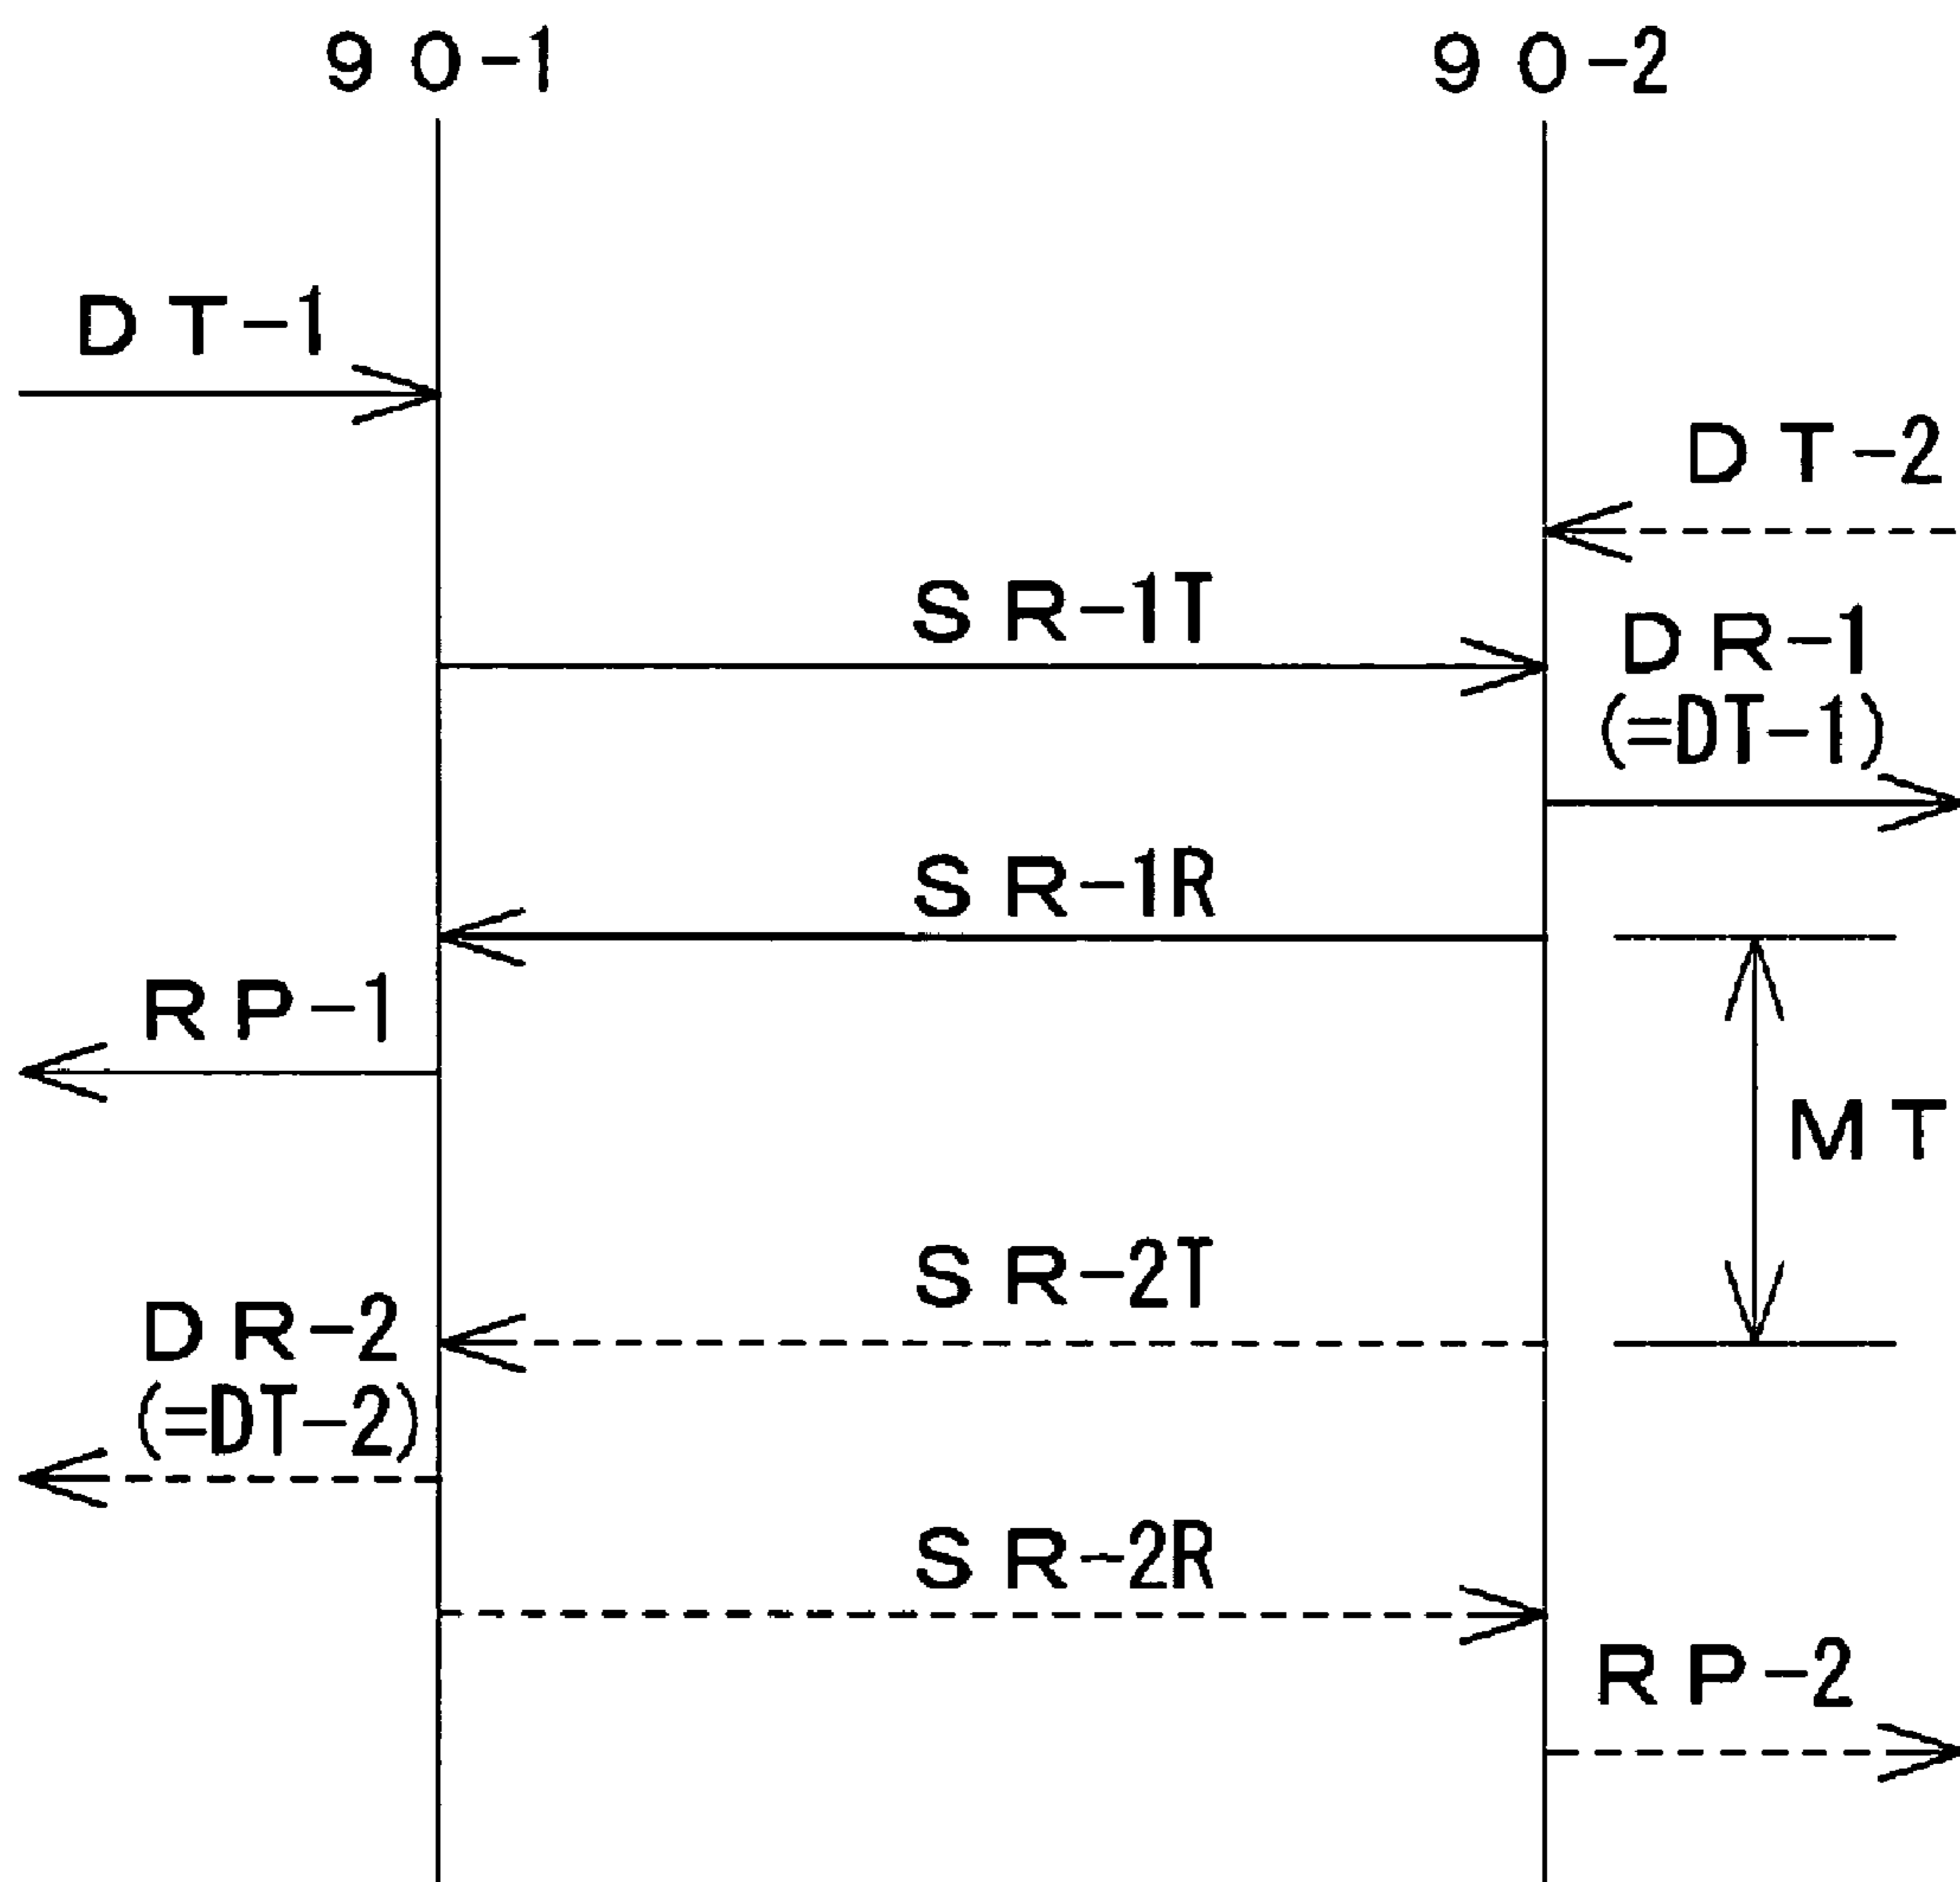 90-1
90-2
DT-1
DT-2
SR-1T
DR-1
(=DT-1)
SR-1R
RP-1
MT
SR-2T
DR-2
(=DT-2)
SR-2R
RP-2